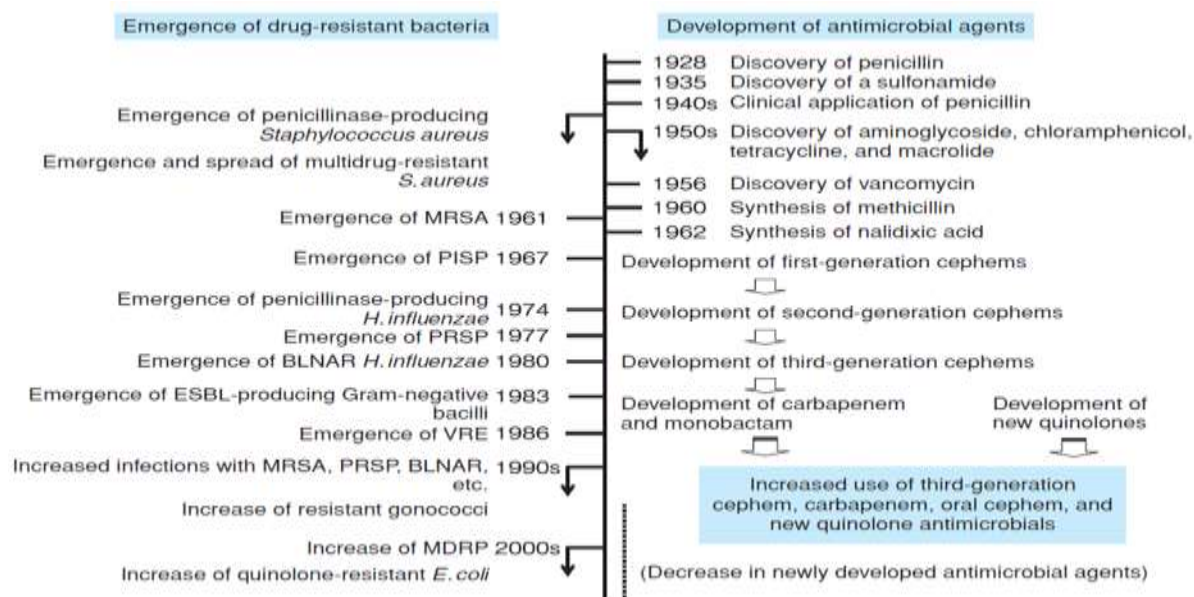 Emergence of drug-resistant bacteria
Emergence of penicillinase-producing
Staphylococcus aureus
Emergence and spread of multidrug-resistant
S. aureus
Emergence of MRSA 1961
Emergence of PISP 1967
Emergence of penicillinase-producing
H. influenzae 1974
Emergence of PRSP 1977
Emergence of BLNAR H. influenzae 1980
Emergence of ESBL-producing Gram-negative 1983
bacilli
Emergence of VRE 1986
Increased infections with MRSA, PRSP, BLNAR, 1990s
etc.
Increase of resistant gonococci
Increase of MDRP 2000s
Increase of quinolone-resistant E. coli
Development of antimicrobial agents
1928 Discovery of penicillin
1935 Discovery of a sulfonamide
1940s Clinical application of penicillin
1950s Discovery of aminoglycoside, chloramphenicol,
tetracycline, and macrolide
1956 Discovery of vancomycin
1960 Synthesis of methicillin
1962 Synthesis of nalidixic acid
Development of first-generation cephems
Development of second-generation cephems
Development of third-generation cephems
Development of carbapenem
and monobactam
Development of
new quinolones
Increased use of third-generation
cephem, carbapenem, oral cephem, and
new quinolone antimicrobials
(Decrease in newly developed antimicrobial agents)